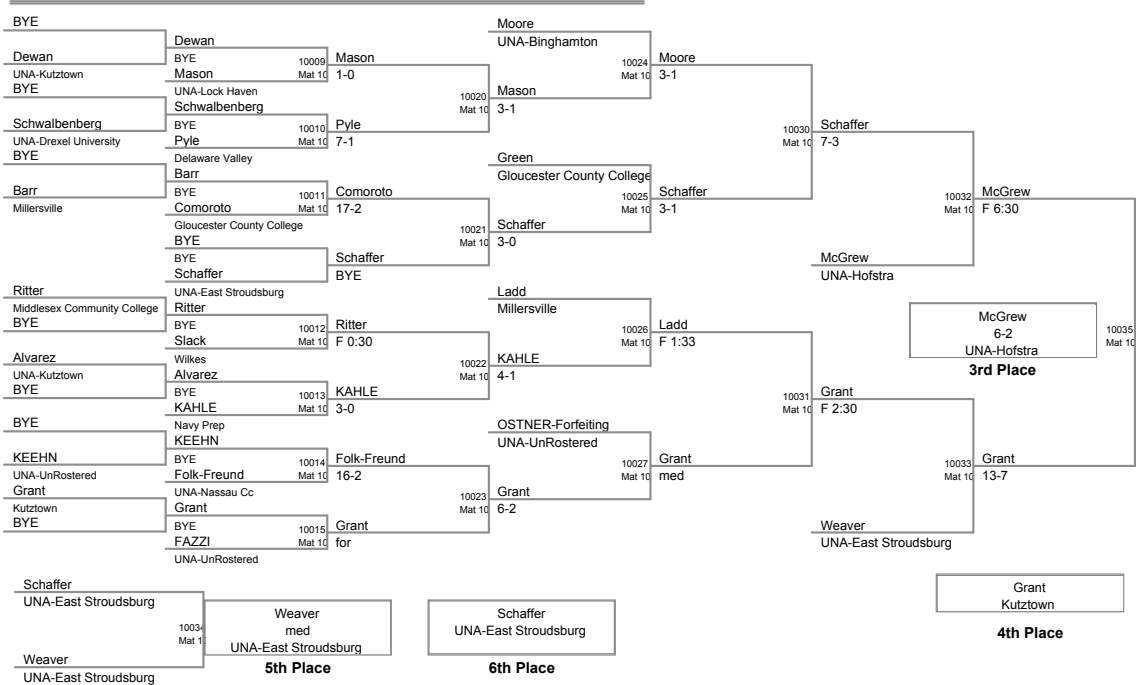 BYE
Dewan
UNA-Kutztown
BYE
Schwalbenberg
UNA-Drexel University
BYE
Barr
Millersville
Ritter
Middlesex Community College
BYE
Alvarez
UNA-Kutztown
BYE
BYE
KEEHN
UNA-UnRostered
Grant
Kutztown
BYE
Dewan
BYE
Mason
UNA-Lock Haven
Schwalbenberg
BYE
Pyle
Delaware Valley
Barr
BYE
Comoroto
Gloucester County College
BYE
BYE
Schaffer
UNA-East Stroudsburg
Ritter
BYE
Slack
Wilkes
Alvarez
BYE
KAHLE
Navy Prep
KEEHN
BYE
Folk-Freund
UNA-Nassau Cc
Grant
BYE
FAZZI
UNA-UnRostered
10009
Mat 10
Mason
1-0
10010
Mat 10
Pyle
7-1
10011
Mat 10
Comoroto
17-2
Schaffer
BYE
10012
Mat 10
Ritter
F 0:30
10013
Mat 10
KAHLE
3-0
10014
Mat 10
Folk-Freund
16-2
10015
Mat 10
Grant
for
10020
Mat 10
Mason
3-1
10021
Mat 10
Schaffer
3-0
10022
Mat 10
KAHLE
4-1
10023
Mat 10
Grant
6-2
Moore
UNA-Binghamton
Green
Gloucester County College
Ladd
Millersville
OSTNER-Forfeiting
UNA-UnRostered
10024
Mat 10
Moore
3-1
10025
Mat 10
Schaffer
3-1
10026
Mat 10
Ladd
F 1:33
10027
Mat 10
Grant
med
10030
Mat 10
Schaffer
7-3
McGrew
UNA-Hofstra
10031
Mat 10
Grant
F 2:30
Weaver
UNA-East Stroudsburg
10032
Mat 10
McGrew
F 6:30
10033
Mat 10
Grant
13-7
10035
Mat 10
McGrew
6-2
UNA-Hofstra
3rd Place
Grant
Kutztown
4th Place
Schaffer
UNA-East Stroudsburg
10034
Mat 1
Weaver
UNA-East Stroudsburg
Weaver
med
UNA-East Stroudsburg
5th Place
Schaffer
UNA-East Stroudsburg
6th Place